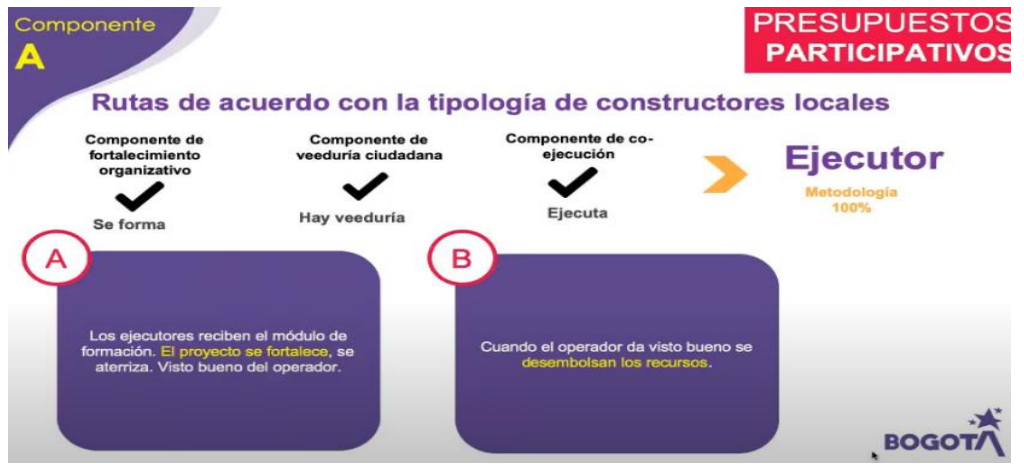 Componente
A
PRESUPUESTOS
PARTICIPATIVOS
Rutas de acuerdo con la tipología de constructores locales
Componente de
fortalecimiento
organizativo
Se forma
Componente de
veeduría ciudadana
Hay veeduría
Componente de co-
ejecución
Ejecuta
Ejecutor
Metodología
100%
A
Los ejecutores reciben el módulo de
formación. El proyecto se fortalece, se
aterriza. Visto bueno del operador.
B
Cuando el operador da visto bueno se
desembolsan los recursos.
BOGOTÁ